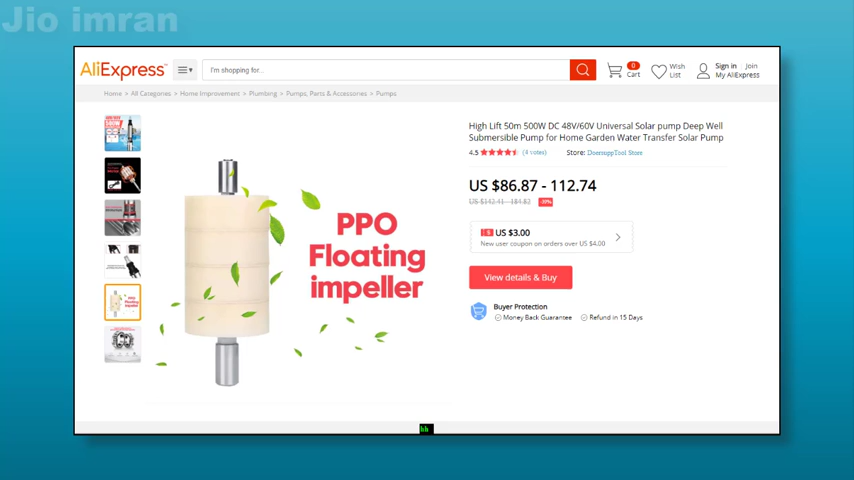 Jio imran
AliExpress
I'm shopping for...
0
Cart
Wish
List
Sign in Join
My AliExpress
Home > All Categories > Home Improvement > Plumbing > Pumps, Parts & Accessories > Pumps
High Lift 50m 500W DC 48V/60V Universal Solar pump Deep Well
Submersible Pump for Home Garden Water Transfer Solar Pump
4.5 (4 votes) Store: DoersuppTool Store
US $86.87 - 112.74
PPO
Floating
impeller
US $3.00
New user coupon on orders over US $4.00
View details & Buy
Buyer Protection
Money Back Guarantee Refund in 15 Days